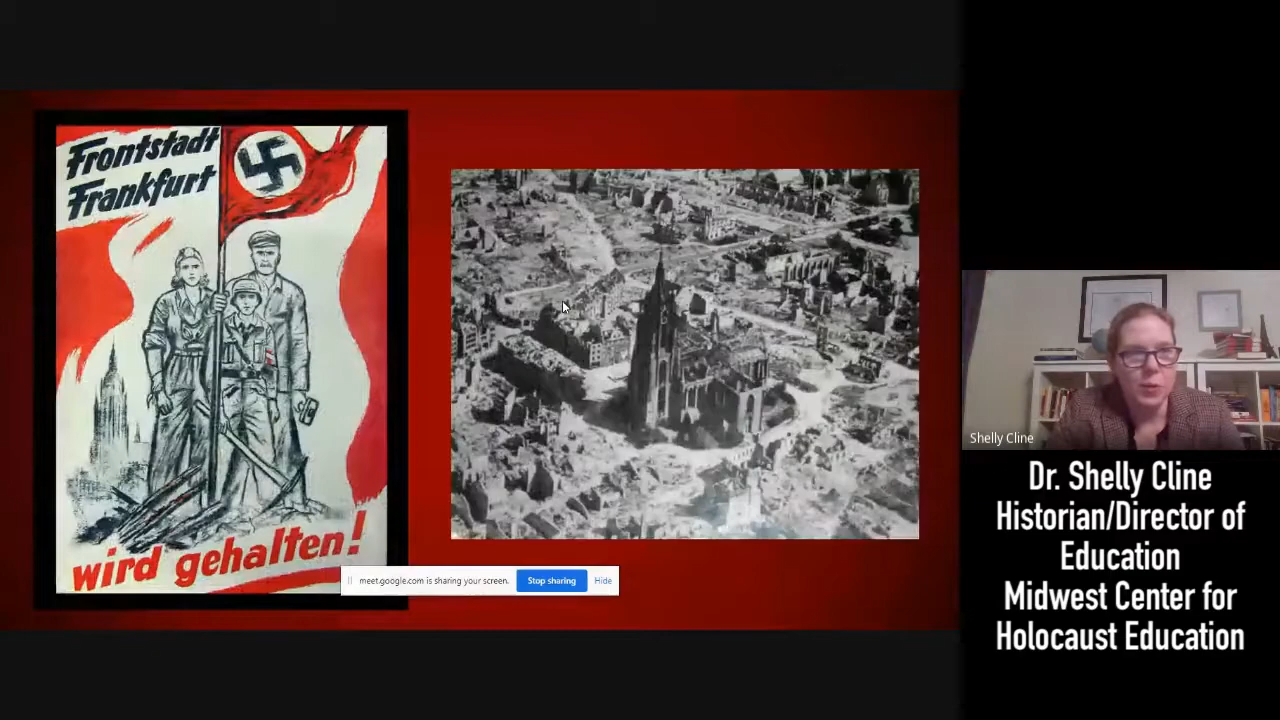 Frontstadt
Frankfurt
wird gehalten!
meet.google.com is sharing your screen.
Stop sharing
Hide
Shelly Cline
Dr. Shelly Cline
Historian/Director of
Education
Midwest Center for
Holocaust Education